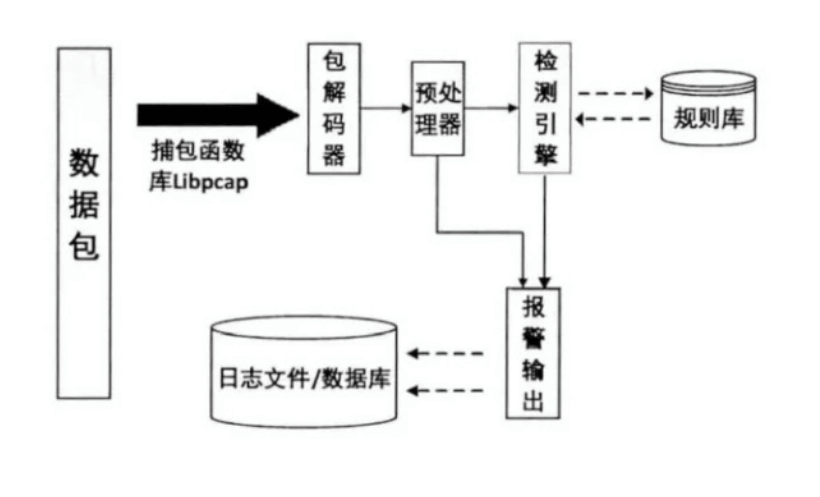 数据包
捕包函数
库Libpcap
包解码器
预处
理器
检测引擎
规则库
报警输出
日志文件/数据库